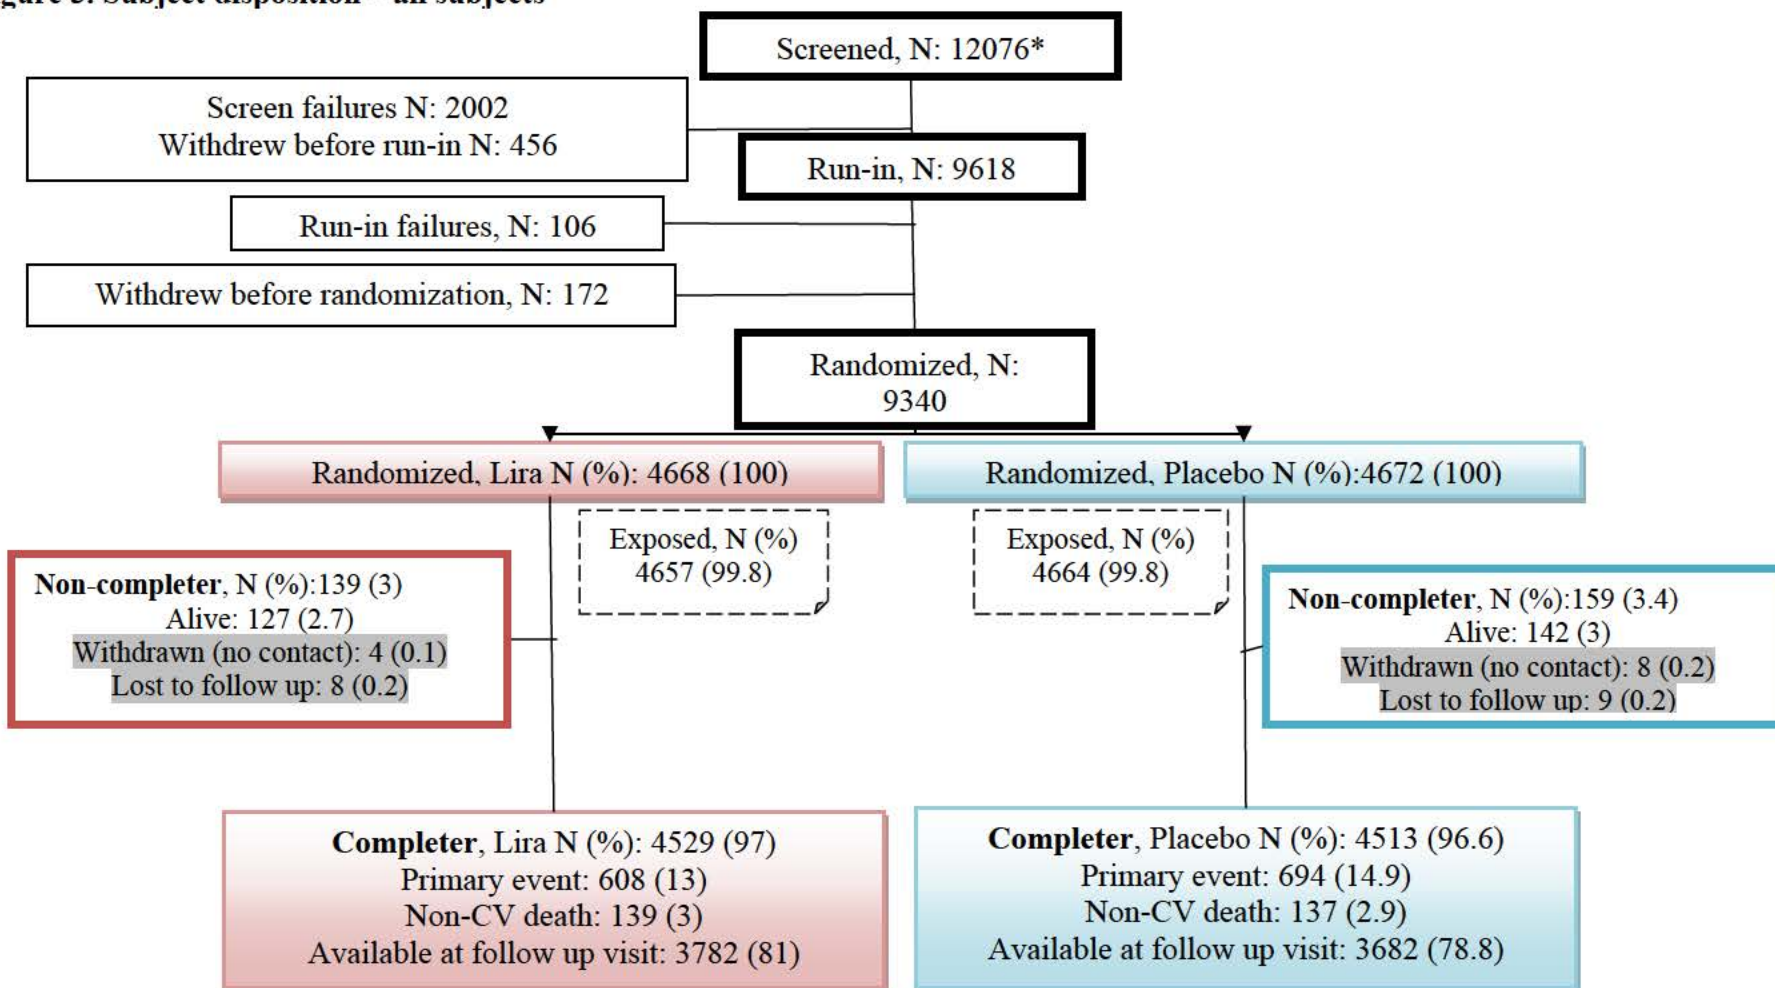 Screened, N: 12076*
Screen failures N: 2002
Withdrew before run-in N: 456
Run-in, N: 9618
Run-in failures, N: 106
Withdrew before randomization, N: 172
Randomized, N:
9340
Randomized, Lira N (%): 4668 (100)
Randomized, Placebo N (%):4672 (100)
Exposed, N (%)
4657 (99.8)
Exposed, N (%)
4664 (99.8)
Non-completer, N (%):139 (3)
Alive: 127 (2.7)
Withdrawn (no contact): 4 (0.1)
Lost to follow up: 8 (0.2)
Non-completer, N (%):159 (3.4)
Alive: 142 (3)
Withdrawn (no contact): 8 (0.2)
Lost to follow up: 9 (0.2)
Completer, Lira N (%): 4529 (97)
Primary event: 608 (13)
Non-CV death: 139 (3)
Available at follow up visit: 3782 (81)
Completer, Placebo N (%): 4513 (96.6)
Primary event: 694 (14.9)
Non-CV death: 137 (2.9)
Available at follow up visit: 3682 (78.8)